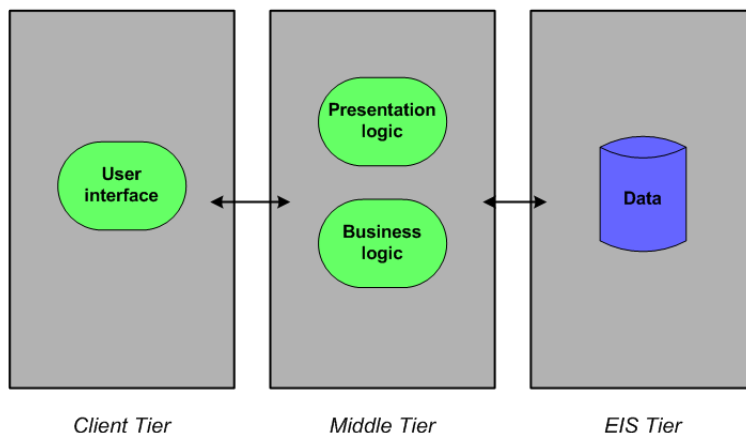 User
interface
Presentation
logic
Business
logic
Data
Client Tier
Middle Tier
EIS Tier